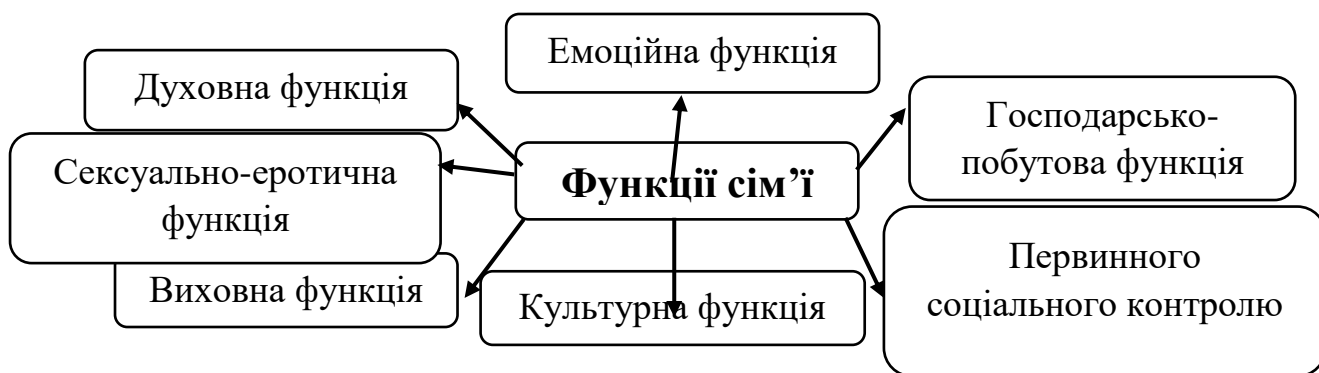 Емоційна функція
Духовна функція
Господарсько-
побутова функція
Сексуально-еротична
функція
Функції сім’ї
Первинного
соціального контролю
Виховна функція
Культурна функція